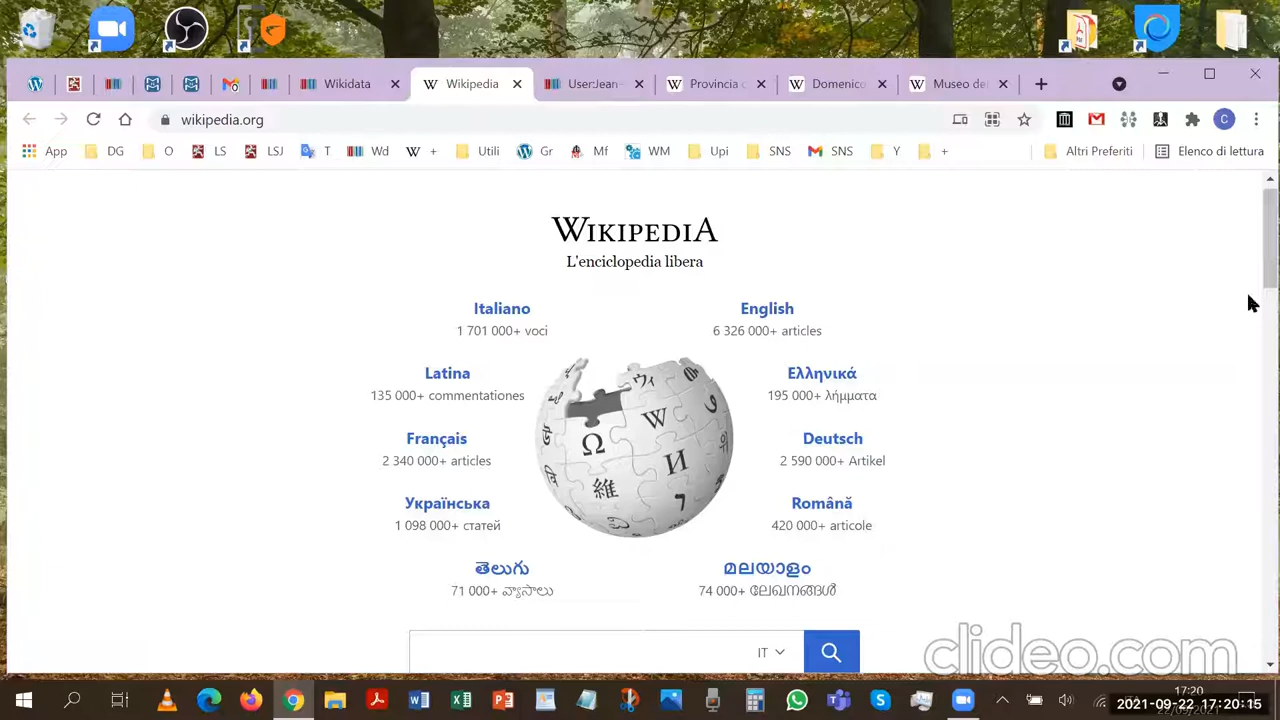 Wikidata
Wikipedia
User:Jean-
Provincia c
Domenico
Museo de
wikipedia.org
App
DG
O
LS
LSJ
T
Wd
+
Utili
Gr
Mf
WM
Upi
SNS
SNS
Y
+
Altri Preferiti
Elenco di lettura
WIKIPEDIA
L'enciclopedia libera
Italiano
1 701 000+ voci
English
6 326 000+ articles
Latina
135 000+ commentationes
Ελληνικά
195 000+ λήμματα
Français
2 340 000+ articles
Deutsch
2 590 000+ Artikel
Українська
1 098 000+ статей
Română
420 000+ articole
తెలుగు
71 000+ వ్యాసాలు
മലയാളം
74 000+ ലേഖനങ്ങൾ
Ω
W
И
維
ウィ
IT
clideo.com
17:20
2021-09-22 17:20:15